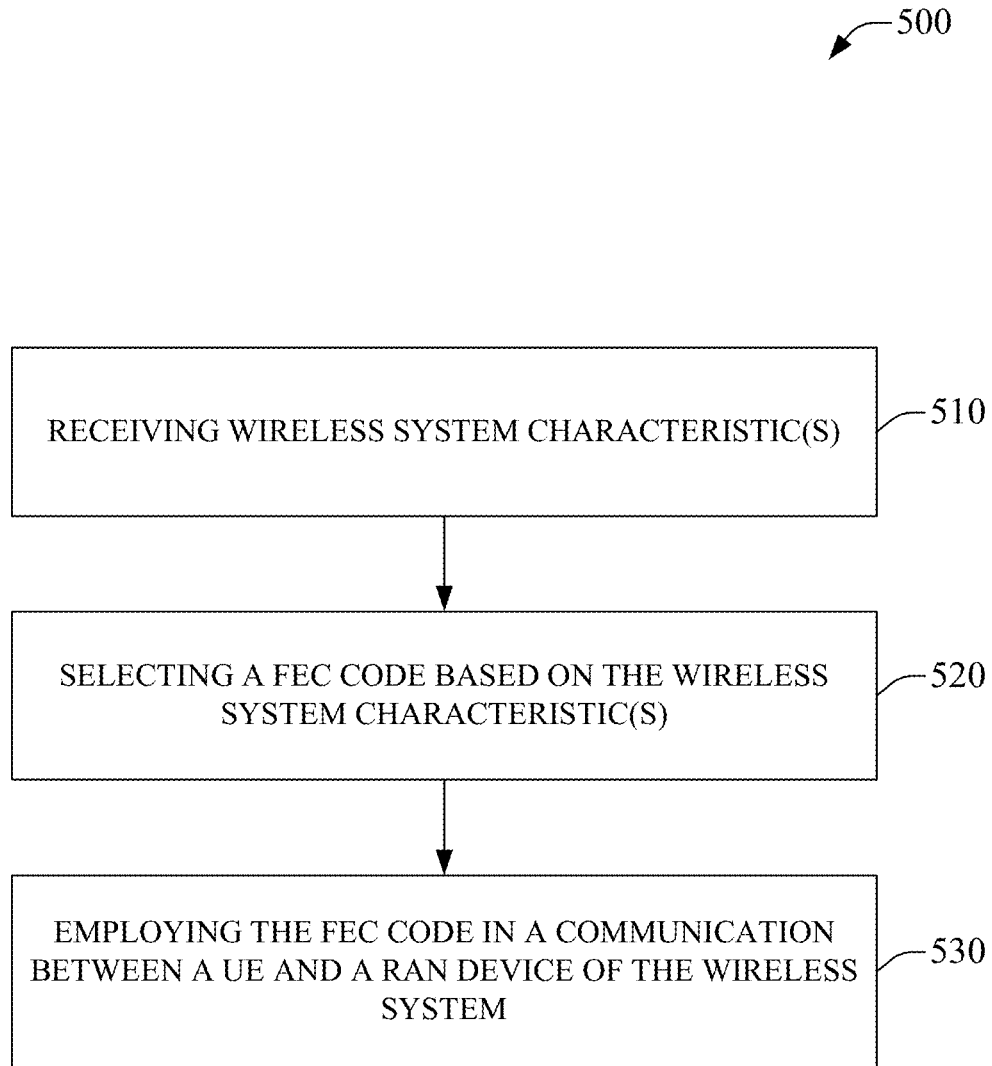 500
RECEIVING WIRELESS SYSTEM CHARACTERISTIC(S)
510
SELECTING A FEC CODE BASED ON THE WIRELESS
SYSTEM CHARACTERISTIC(S)
520
EMPLOYING THE FEC CODE IN A COMMUNICATION
BETWEEN A UE AND A RAN DEVICE OF THE WIRELESS
SYSTEM
530